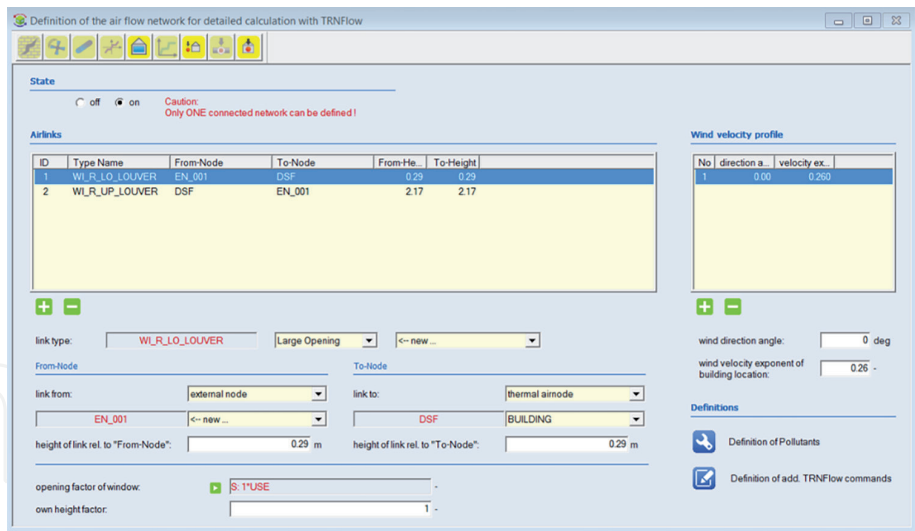 Definition of the air flow network for detailed calculation with TRNFlow
State
off on Caution:
Only ONE connected network can be defined !
Airlinks
ID Type Name From-Node To-Node From-He... To-Height
1 WI_R_LO_LOUVER EN_001 DSF 0.29 0.29
2 WI_R_UP_LOUVER DSF EN_001 2.17 2.17
link type: WI_R_LO_LOUVER Large Opening <-- new ...
From-Node To-Node
link from: external node link to: thermal airnode
EN_001 <-- new ... DSF BUILDING
height of link rel. to "From-Node": 0.29 m height of link rel. to "To-Node": 0.29 m
opening factor of window: S: 1*USE -
own height factor: 1 -
Wind velocity profile
No direction a... velocity ex...
1 0.00 0.260
wind direction angle: 0 deg
wind velocity exponent of
building location: 0.26 -
Definitions
Definition of Pollutants
Definition of add. TRNFlow commands